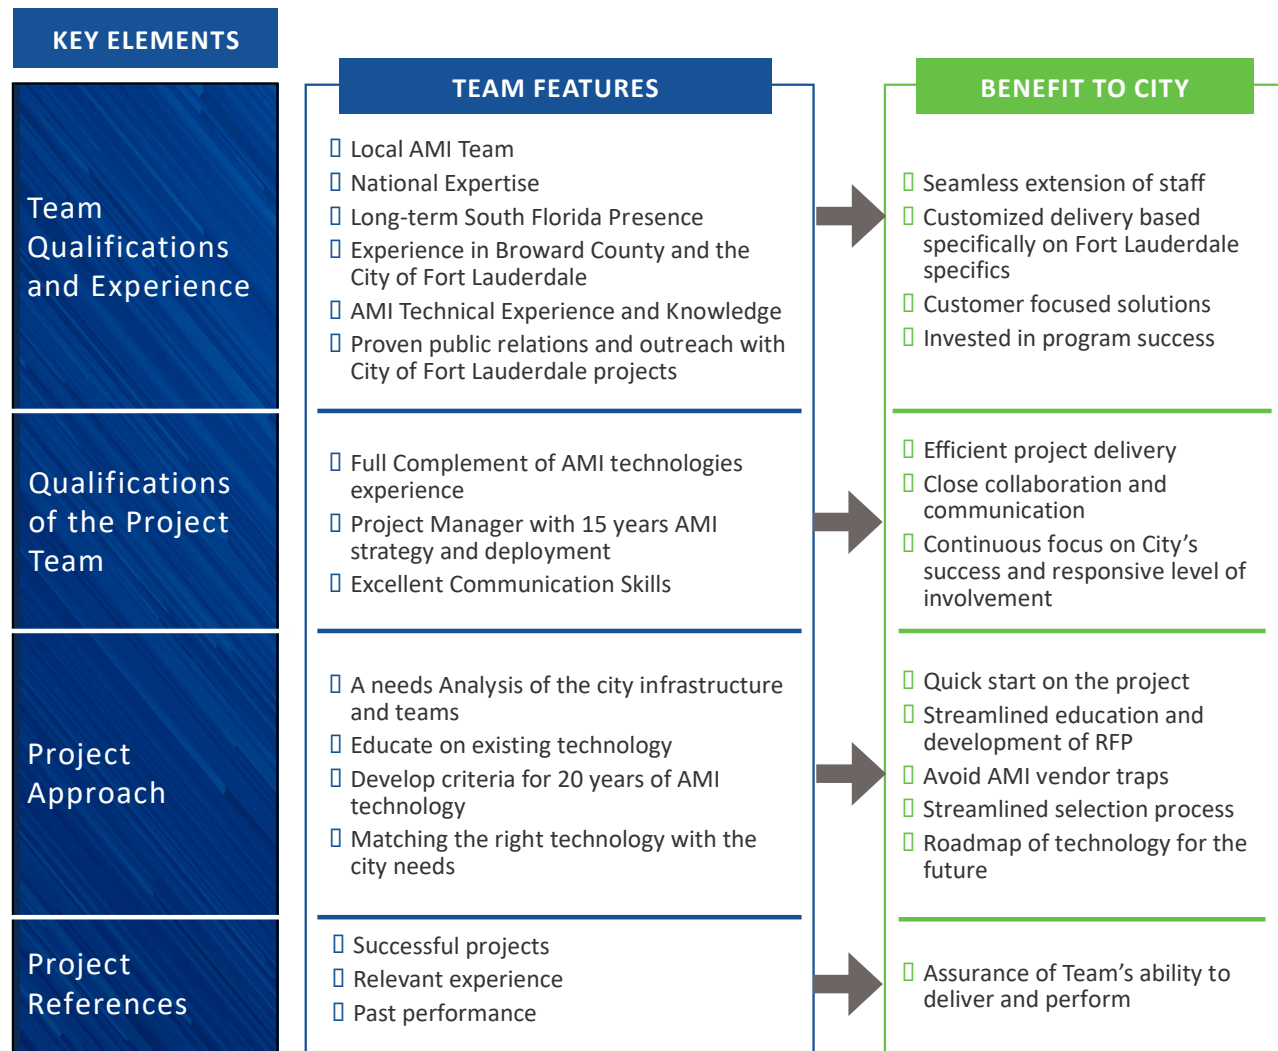 KEY ELEMENTS
TEAM FEATURES
BENEFIT TO CITY
Team
Qualifications
and Experience
Local AMI Team
National Expertise
Long-term South Florida Presence
Experience in Broward County and the
City of Fort Lauderdale
AMI Technical Experience and Knowledge
Proven public relations and outreach with
City of Fort Lauderdale projects
Seamless extension of staff
Customized delivery based
specifically on Fort Lauderdale
specifics
Customer focused solutions
Invested in program success
Qualifications
of the Project
Team
Full Complement of AMI technologies
experience
Project Manager with 15 years AMI
strategy and deployment
Excellent Communication Skills
Efficient project delivery
Close collaboration and
communication
Continuous focus on City’s
success and responsive level of
involvement
Project
Approach
A needs Analysis of the city infrastructure
and teams
Educate on existing technology
Develop criteria for 20 years of AMI
technology
Matching the right technology with the
city needs
Quick start on the project
Streamlined education and
development of RFP
Avoid AMI vendor traps
Streamlined selection process
Roadmap of technology for the
future
Project
References
Successful projects
Relevant experience
Past performance
Assurance of Team’s ability to
deliver and perform